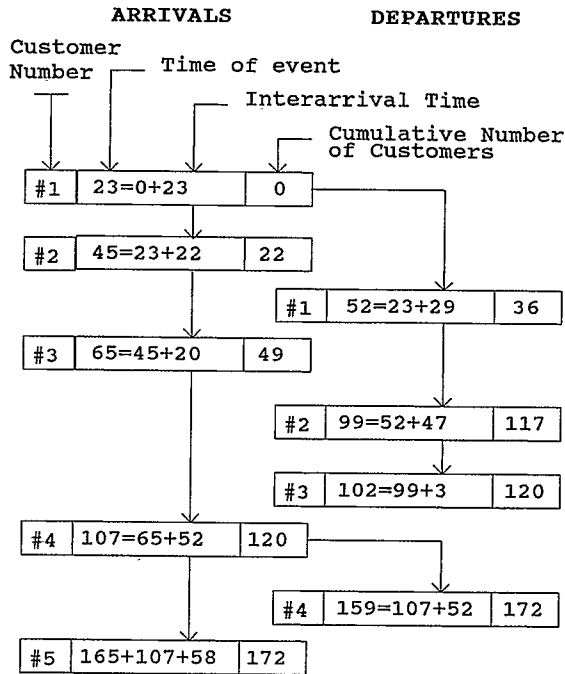 ARRIVALS DEPARTURES
Customer
Number
Time of event
Interarrival Time
Cumulative Number
of Customers
#1 23=0+23 0
#2 45=23+22 22
#1 52=23+29 36
#3 65=45+20 49
#2 99=52+47 117
#3 102=99+3 120
#4 107=65+52 120
#4 159=107+52 172
#5 165+107+58 172